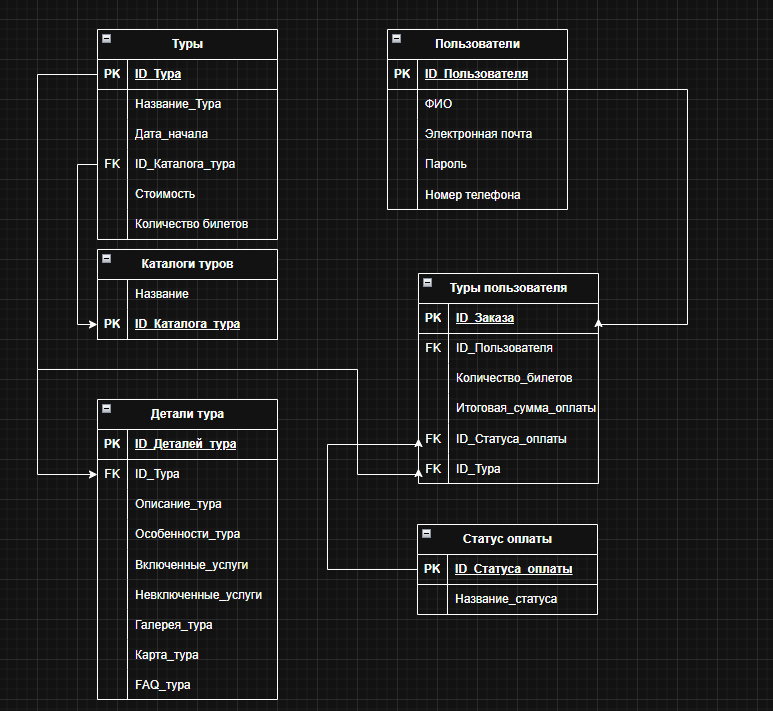 Туры
PK ID_Тура
Название_Тура
Дата_начала
FK ID_Каталога_тура
Стоимость
Количество билетов
Каталоги туров
Название
PK ID_Каталога_тура
Детали тура
PK ID_Деталей_тура
FK ID_Тура
Описание_тура
Особенности_тура
Включенные_услуги
Невключенные_услуги
Галерея_тура
Карта_тура
FAQ_тура
Пользователи
PK ID_Пользователя
ФИО
Электронная почта
Пароль
Номер телефона
Туры пользователя
PK ID_Заказа
FK ID_Пользователя
Количество_билетов
Итоговая_сумма_оплаты
FK ID_Статуса_оплаты
FK ID_Тура
Статус оплаты
PK ID_Статуса_оплаты
Название_статуса